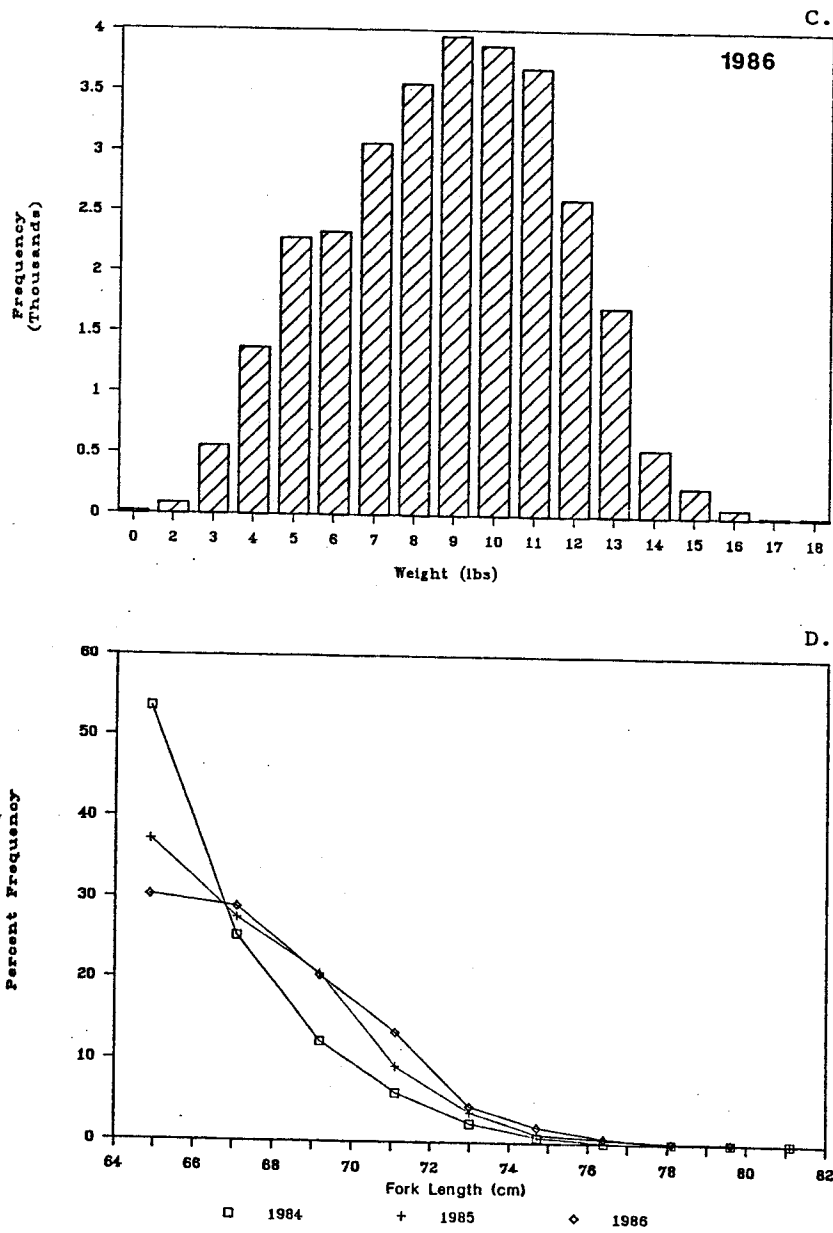 C.
1986
4
3.5
3
2.5
2
1.5
1
0.5
0
Frequency
(Thousands)
0 2 3 4 5 6 7 8 9 10 11 12 13 14 15 16 17 18
Weight (lbs)
D.
60
50
40
30
20
10
0
Percent Frequency
64 66 68 70 72 74 76 78 80 82
Fork Length (cm)
1984 1985 1986